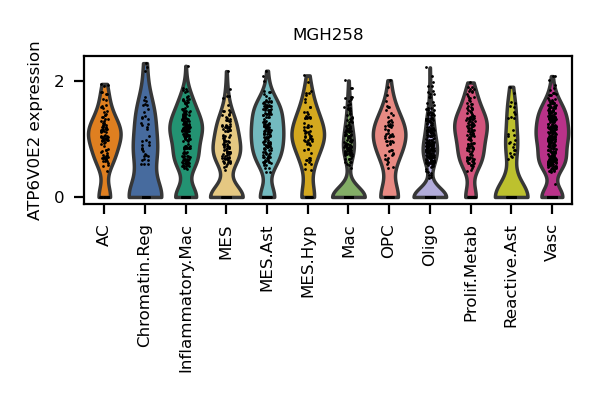 MGH258
ATP6V0E2 expression
2
0
AC
Chromatin.Reg
Inflammatory.Mac
MES
MES.Ast
MES.Hyp
Mac
OPC
Oligo
Prolif.Metab
Reactive.Ast
Vasc